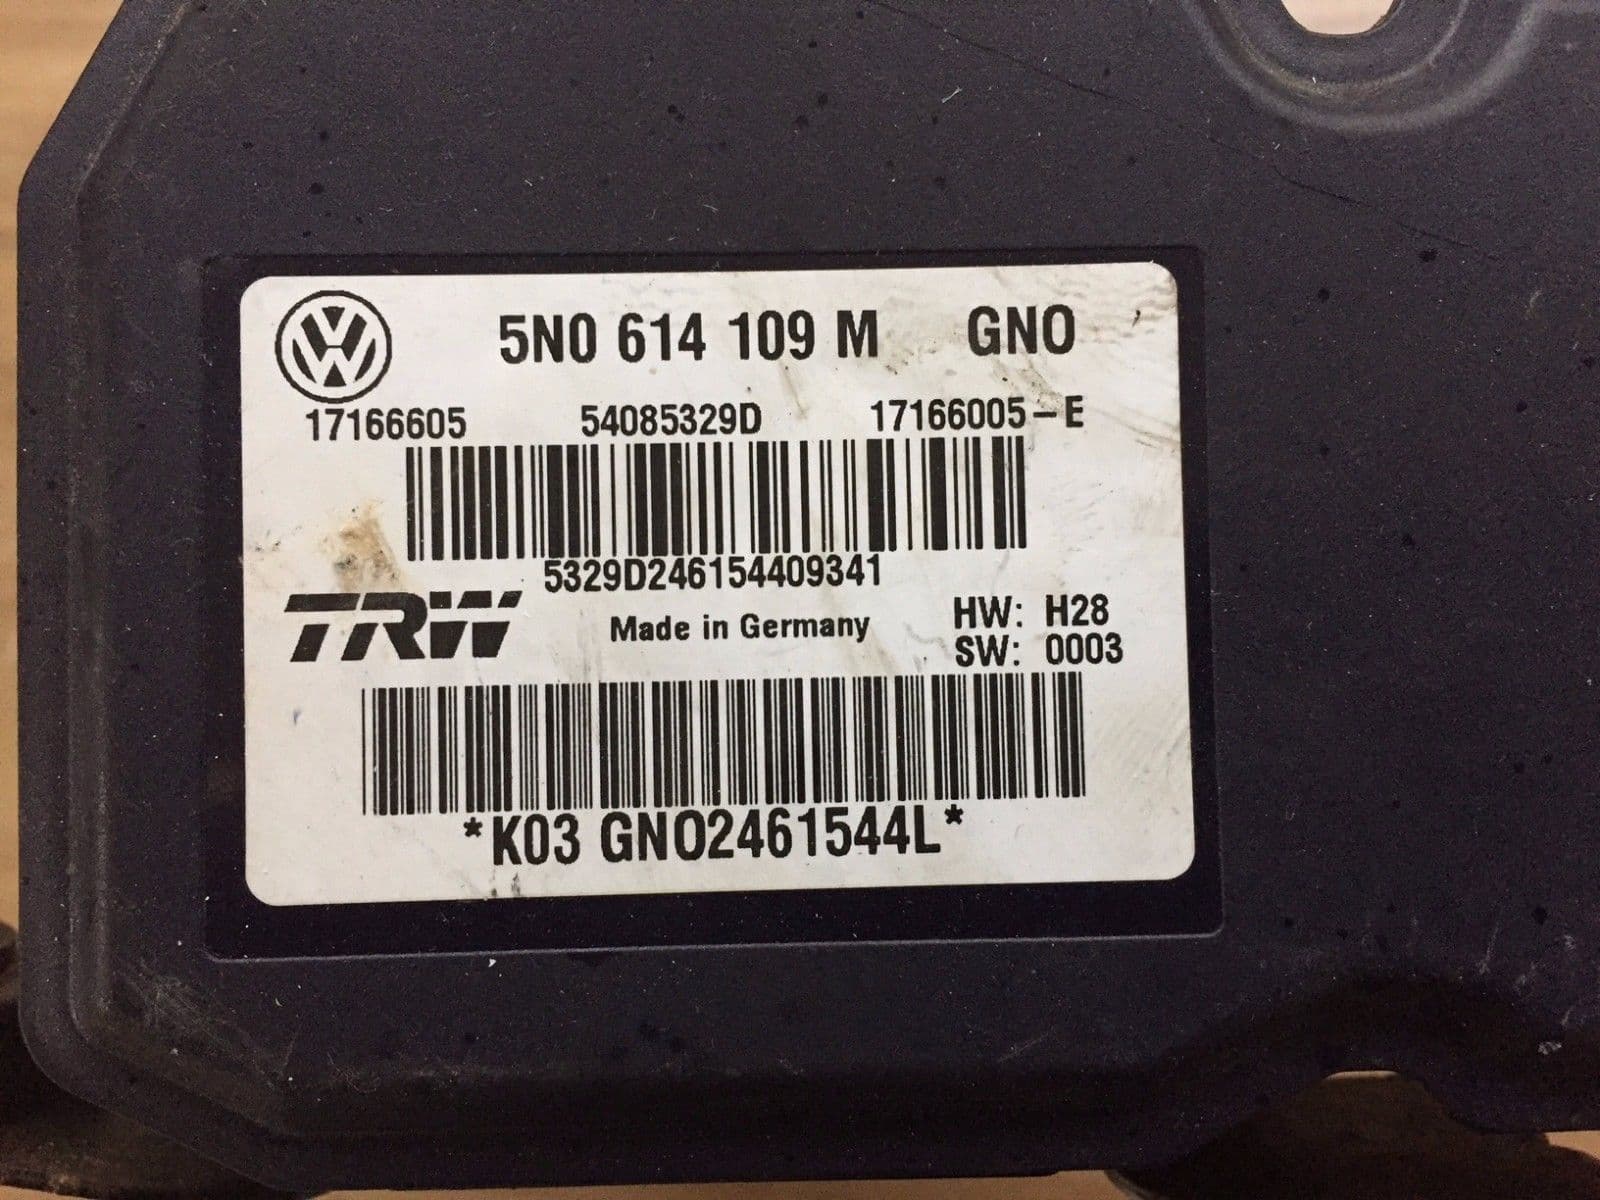 5N0 614 109 M GNO
17166605 54085329D 17166005-E
5329D246154409341
TRW Made in Germany HW: H28
SW: 0003
*K03 GNO2461544L*